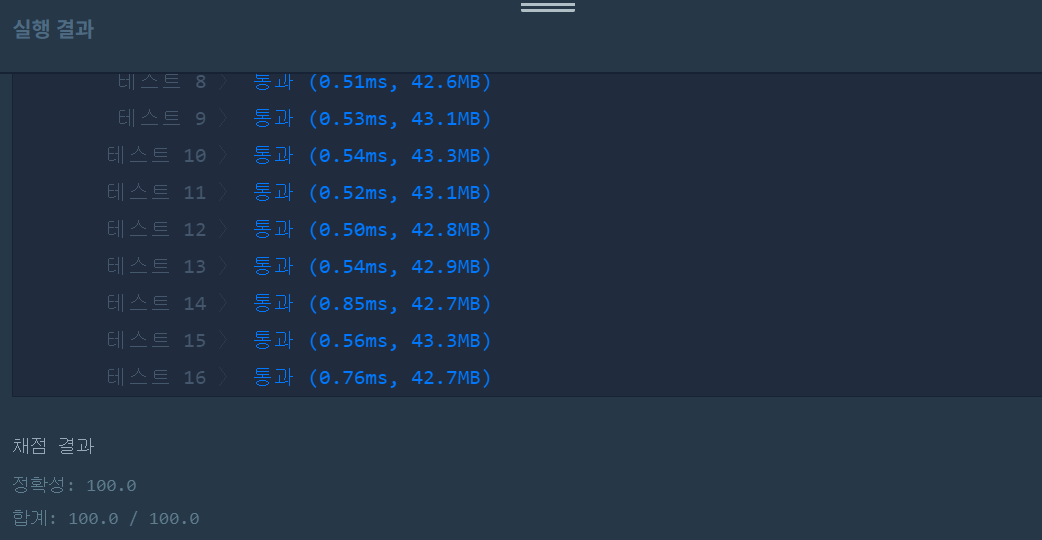 실행 결과
테스트 8 〉 통과 (0.51ms, 42.6MB)
테스트 9 〉 통과 (0.53ms, 43.1MB)
테스트 10 〉 통과 (0.54ms, 43.3MB)
테스트 11 〉 통과 (0.52ms, 43.1MB)
테스트 12 〉 통과 (0.50ms, 42.8MB)
테스트 13 〉 통과 (0.54ms, 42.9MB)
테스트 14 〉 통과 (0.85ms, 42.7MB)
테스트 15 〉 통과 (0.56ms, 43.3MB)
테스트 16 〉 통과 (0.76ms, 42.7MB)
채점 결과
정확성: 100.0
합계: 100.0 / 100.0